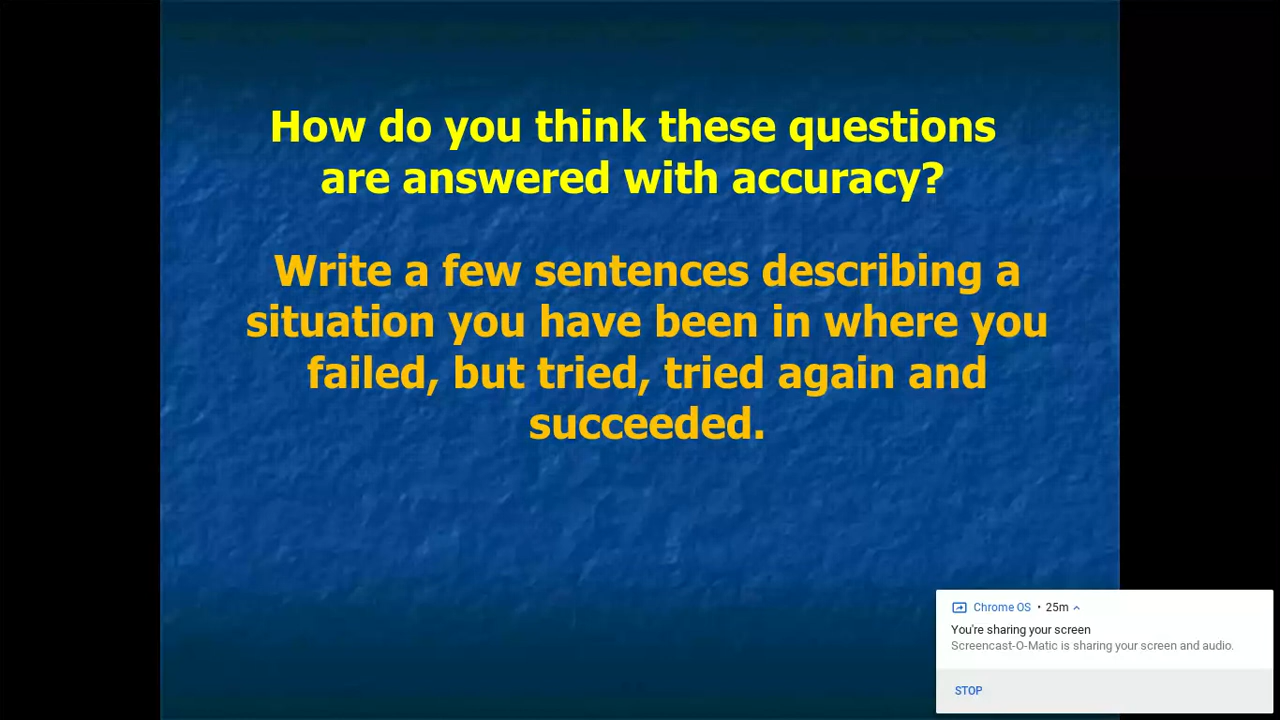 How do you think these questions
are answered with accuracy?
Write a few sentences describing a
situation you have been in where you
failed, but tried, tried again and
succeeded.
Chrome OS • 25m
You're sharing your screen
Screencast-O-Matic is sharing your screen and audio.
STOP